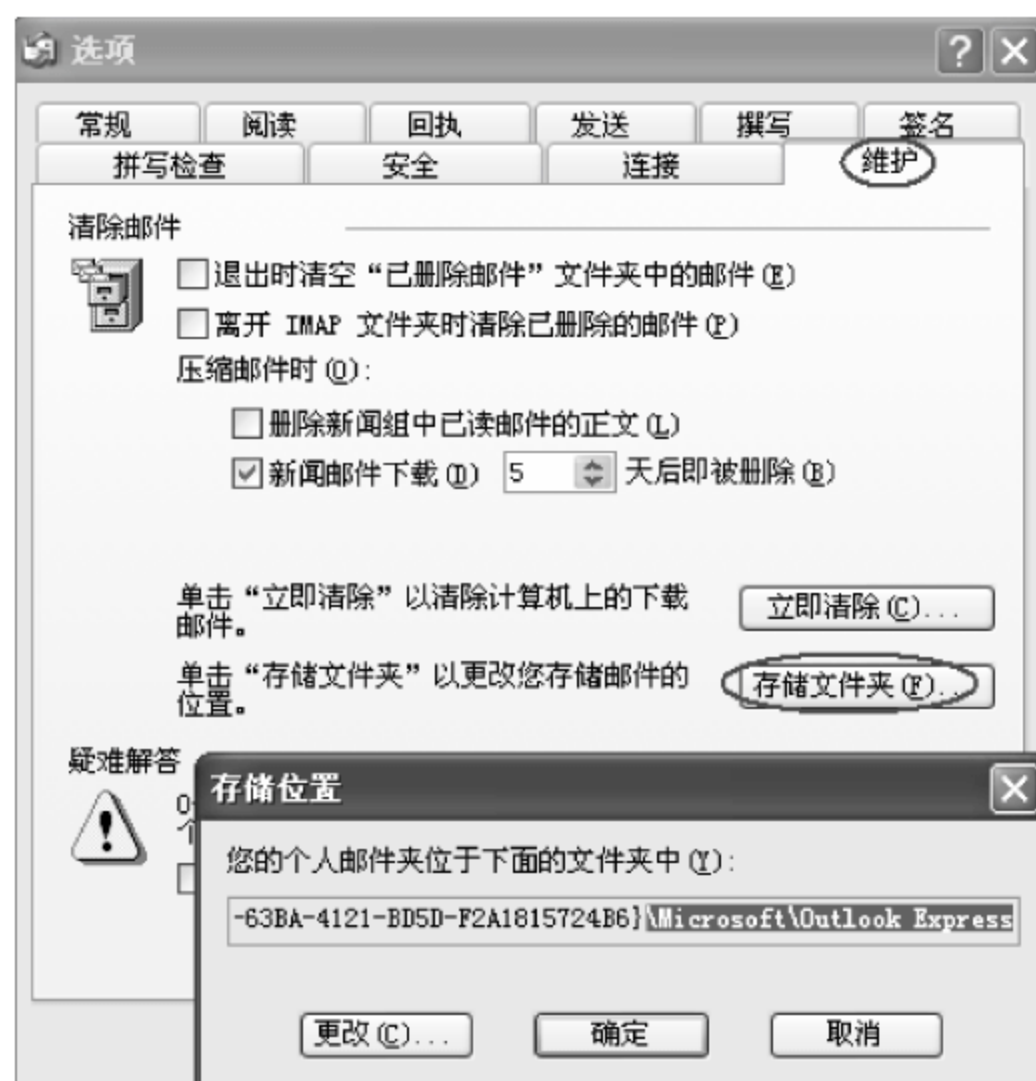 选项
常规 阅读 回执 发送 撰写 签名
拼写检查 安全 连接 维护
清除邮件
退出时清空“已删除邮件”文件夹中的邮件(E)
离开 IMAP 文件夹时清除已删除的邮件(P)
压缩邮件时(O):
删除新闻组中已读邮件的正文(L)
新闻邮件下载(D) 5 天后即被删除(B)
单击“立即清除”以清除计算机上的下载
邮件。
立即清除(C)...
单击“存储文件夹”以更改您存储邮件的
位置。
存储文件夹(F)...
疑难解答
存储位置
您的个人邮件夹位于下面的文件夹中(Y):
-63BA-4121-BD5D-F2A1815724B6}\Microsoft\Outlook Express
更改(C)... 确定 取消